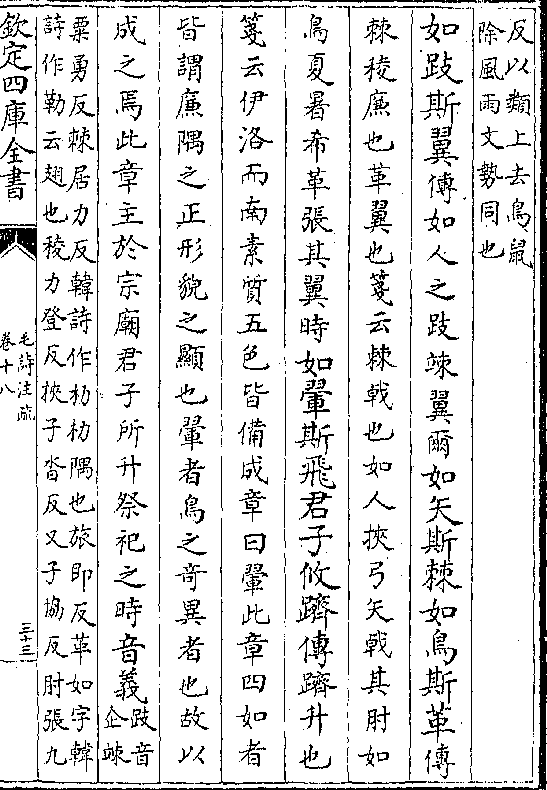 反以類上去鳥鼠
除風雨文勢同也
如跂斯翼傳如人之跂竦翼爾如矢斯棘如鳥斯革傳
棘稜廉也革翼也箋云棘戟也如人挾弓矢戟其肘如
鳥夏暑希革張其翼時如翬斯飛君子攸躋傳躋升也
箋云伊洛而南素質五色皆備成章曰翬此章四如者
皆謂廉隅之正形貌之顯也翬者鳥之奇異者也故以
成之焉此章主於宗廟君子所升祭祀之時音義
跂音
企竦
粟勇反棘居力反韓詩作朸朸隅也旅即反革如字韓
詩作勒云翅也稜力登反挾子沓反又子協反肘張九
欽定四庫全書
毛詩注疏
卷十八
三十三